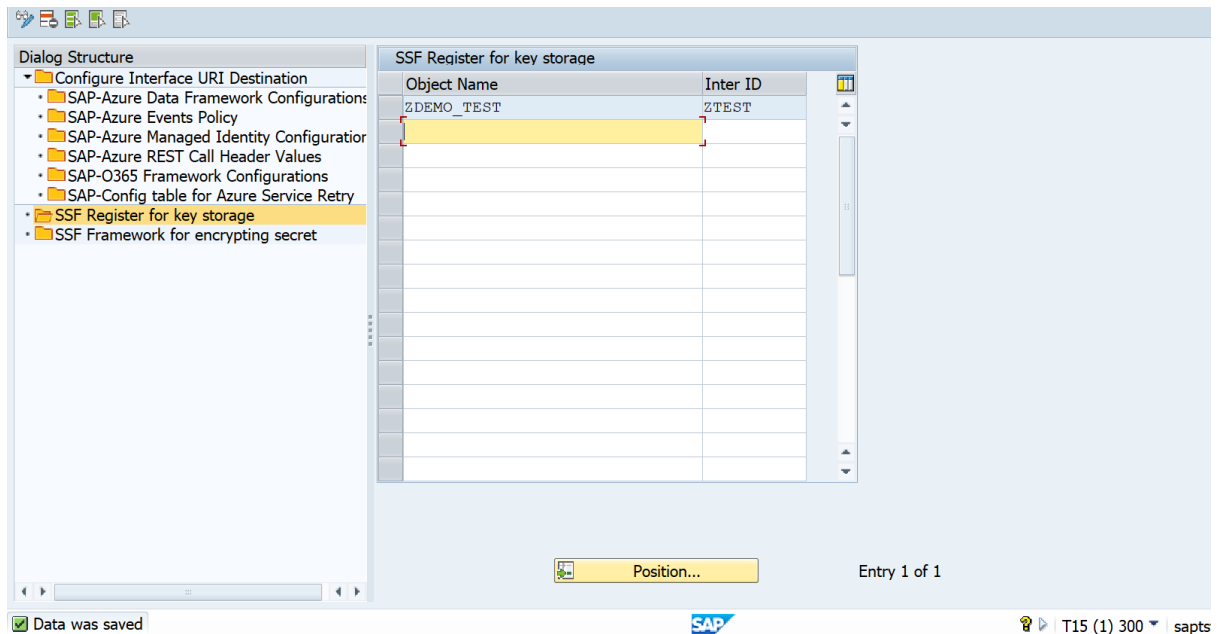 Dialog Structure
Configure Interface URI Destination
SAP-Azure Data Framework Configurations
SAP-Azure Events Policy
SAP-Azure Managed Identity Configuration
SAP-Azure REST Call Header Values
SAP-O365 Framework Configurations
SAP-Config table for Azure Service Retry
SSF Register for key storage
SSF Framework for encrypting secret
SSF Register for key storage
Object Name Inter ID
ZDEMO_TEST ZTEST
Position...
Entry 1 of 1
Data was saved
SAP
T15 (1) 300
sapts